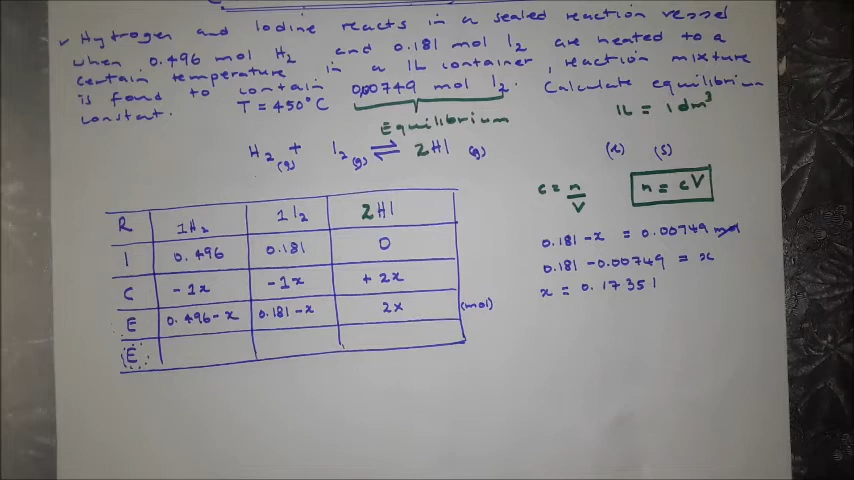 ✓ Hydrogen and Iodine reacts in a sealed reaction vessel
when 0.496 mol H₂ and 0.181 mol I₂ are heated to a
certain temperature in a 1L container, reaction mixture
is found to contain 0.00749 mol I₂. Calculate equilibrium
constant. T = 450°C
1L = 1dm³
Equilibrium
H₂(g) + I₂(g) ⇌ 2HI(g)
(l) (s)
c = n/V
n = cV
R 1H₂ 1I₂ 2HI
I 0.496 0.181 0
C -1x -1x + 2x
E 0.496-x 0.181-x 2x (mol)
E
0.181-x = 0.00749 mol
0.181-0.00749 = x
x = 0.17351